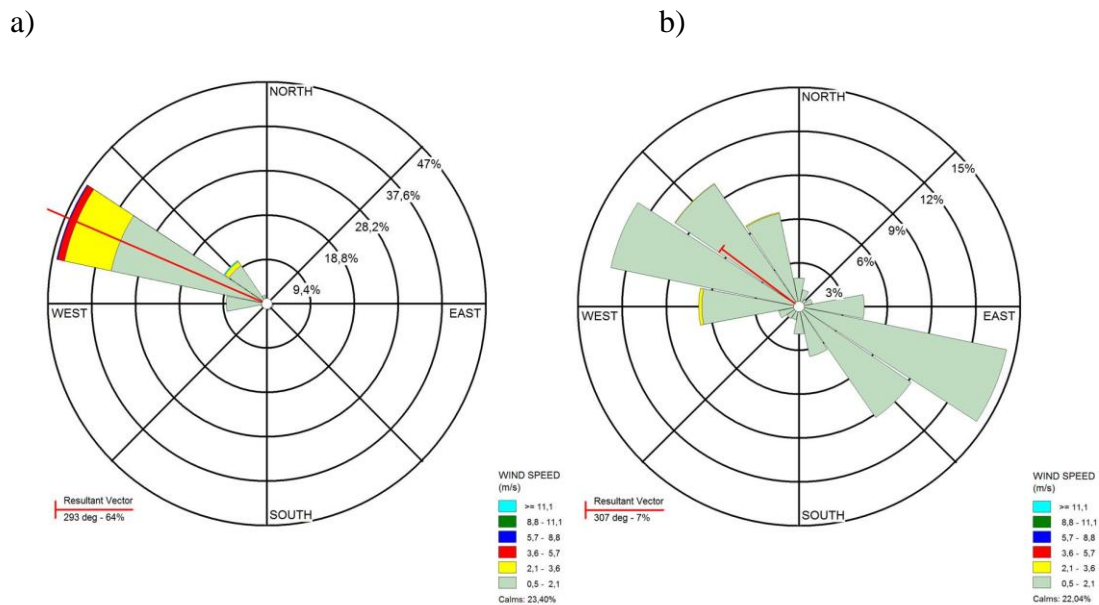 a)
b)
NORTH
47%
37,6%
28,2%
18,8%
9,4%
WEST
EAST
SOUTH
Resultant Vector
293 deg - 64%
WIND SPEED
(m/s)
>= 11,1
8,8 - 11,1
5,7 - 8,8
3,6 - 5,7
2,1 - 3,6
0,5 - 2,1
Calms: 23,40%
NORTH
15%
12%
9%
6%
3%
WEST
EAST
SOUTH
Resultant Vector
307 deg - 7%
WIND SPEED
(m/s)
>= 11,1
8,8 - 11,1
5,7 - 8,8
3,6 - 5,7
2,1 - 3,6
0,5 - 2,1
Calms: 22,04%